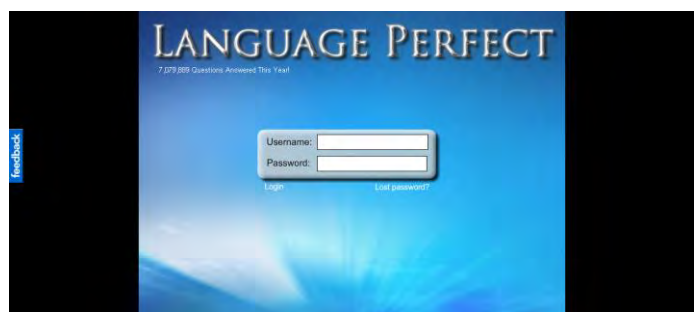 LANGUAGE PERFECT
7,079,889 Questions Answered This Year!
feedback
Username:
Password:
Login Lost password?